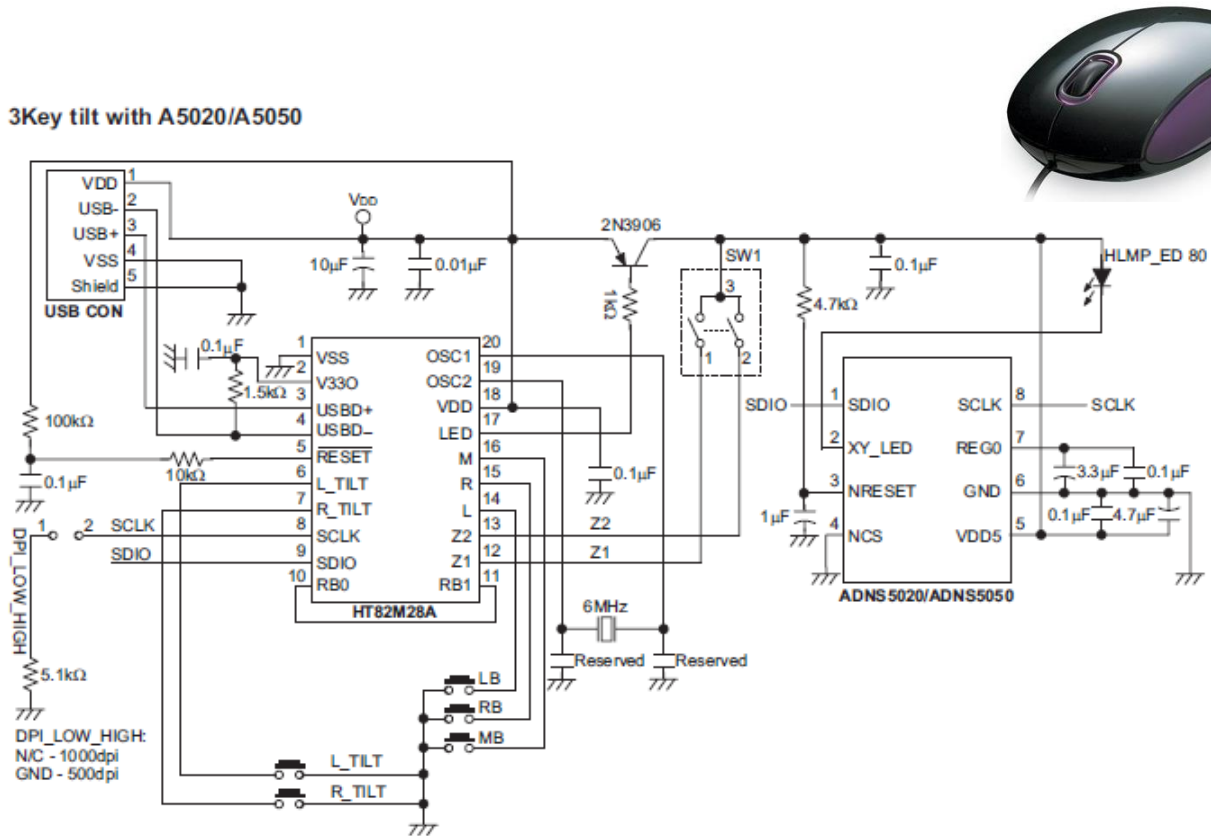 3Key tilt with A5020/A5050
VDD 1
USB- 2
USB+ 3
VSS 4
Shield 5
USB CON
VDD
10μF
0.01μF
2N3906
1kΩ
SW1
3
1
2
4.7kΩ
0.1μF
HLMP_ED 80
0.1μF
1.5kΩ
100kΩ
0.1μF
10kΩ
1 VSS
2 V33O
3 USBD+
4 USBD–
5 RESET
6 L_TILT
7 R_TILT
8 SCLK
9 SDIO
10 RB0
OSC1 20
OSC2 19
VDD 18
LED 17
M 16
R 15
L 14
Z2 13
Z1 12
RB1 11
HT82M28A
0.1μF
Z2
Z1
SDIO
1 SDIO
2 XY_LED
3 NRESET
4 NCS
SCLK 8
REG0 7
GND 6
VDD5 5
SCLK
ADNS5020/ADNS5050
1μF
3.3μF
0.1μF
0.1μF
4.7μF
1
2
SCLK
SDIO
DPI_LOW_HIGH
5.1kΩ
6MHz
Reserved
Reserved
LB
RB
MB
L_TILT
R_TILT
DPI_LOW_HIGH:
N/C - 1000dpi
GND - 500dpi